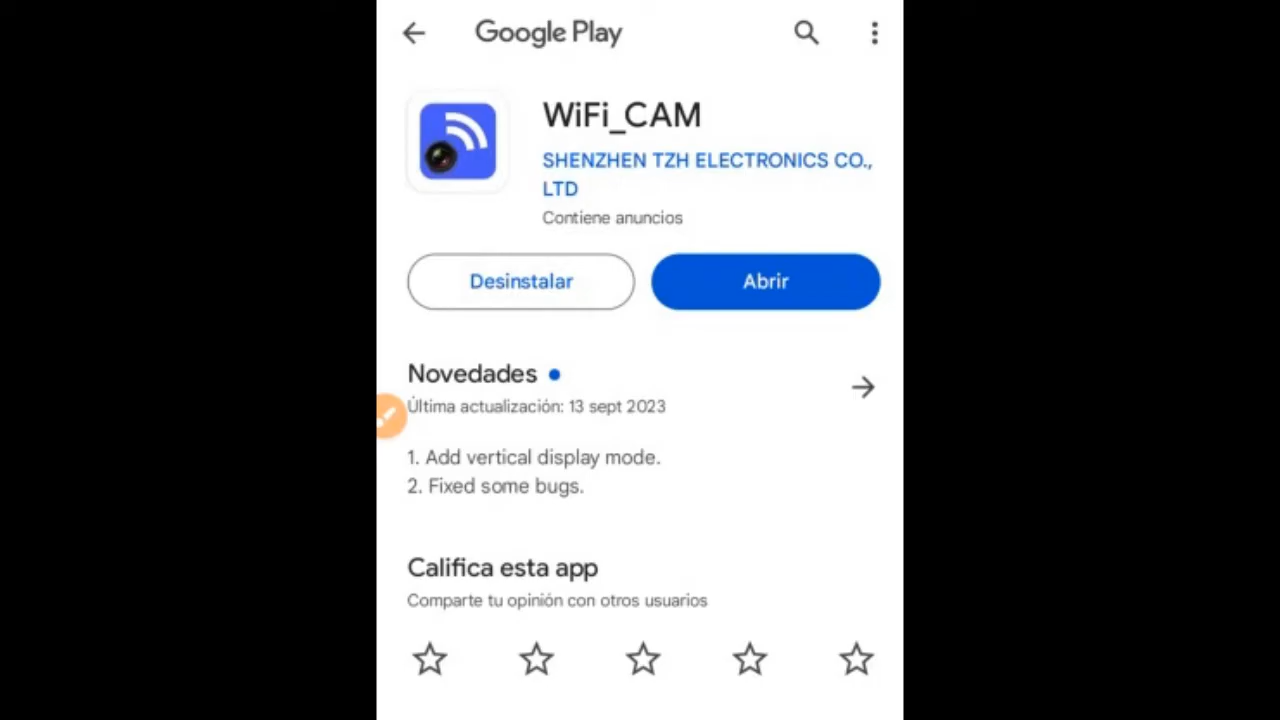 Google Play
WiFi_CAM
SHENZHEN TZH ELECTRONICS CO.,
LTD
Contiene anuncios
Desinstalar
Abrir
Novedades
Última actualización: 13 sept 2023
1. Add vertical display mode.
2. Fixed some bugs.
Califica esta app
Comparte tu opinión con otros usuarios